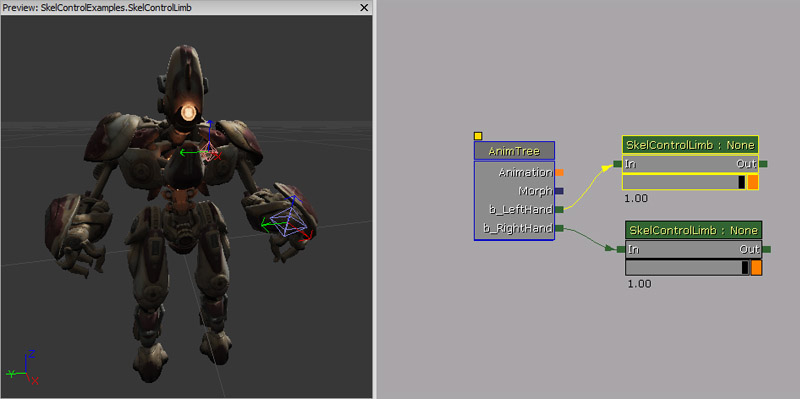 Preview: SkelControlExamples.SkelControlLimb
AnimTree
Animation
Morph
b_LeftHand
b_RightHand
SkelControlLimb : None
In Out
1.00
SkelControlLimb : None
In Out
1.00
Z
Y
X